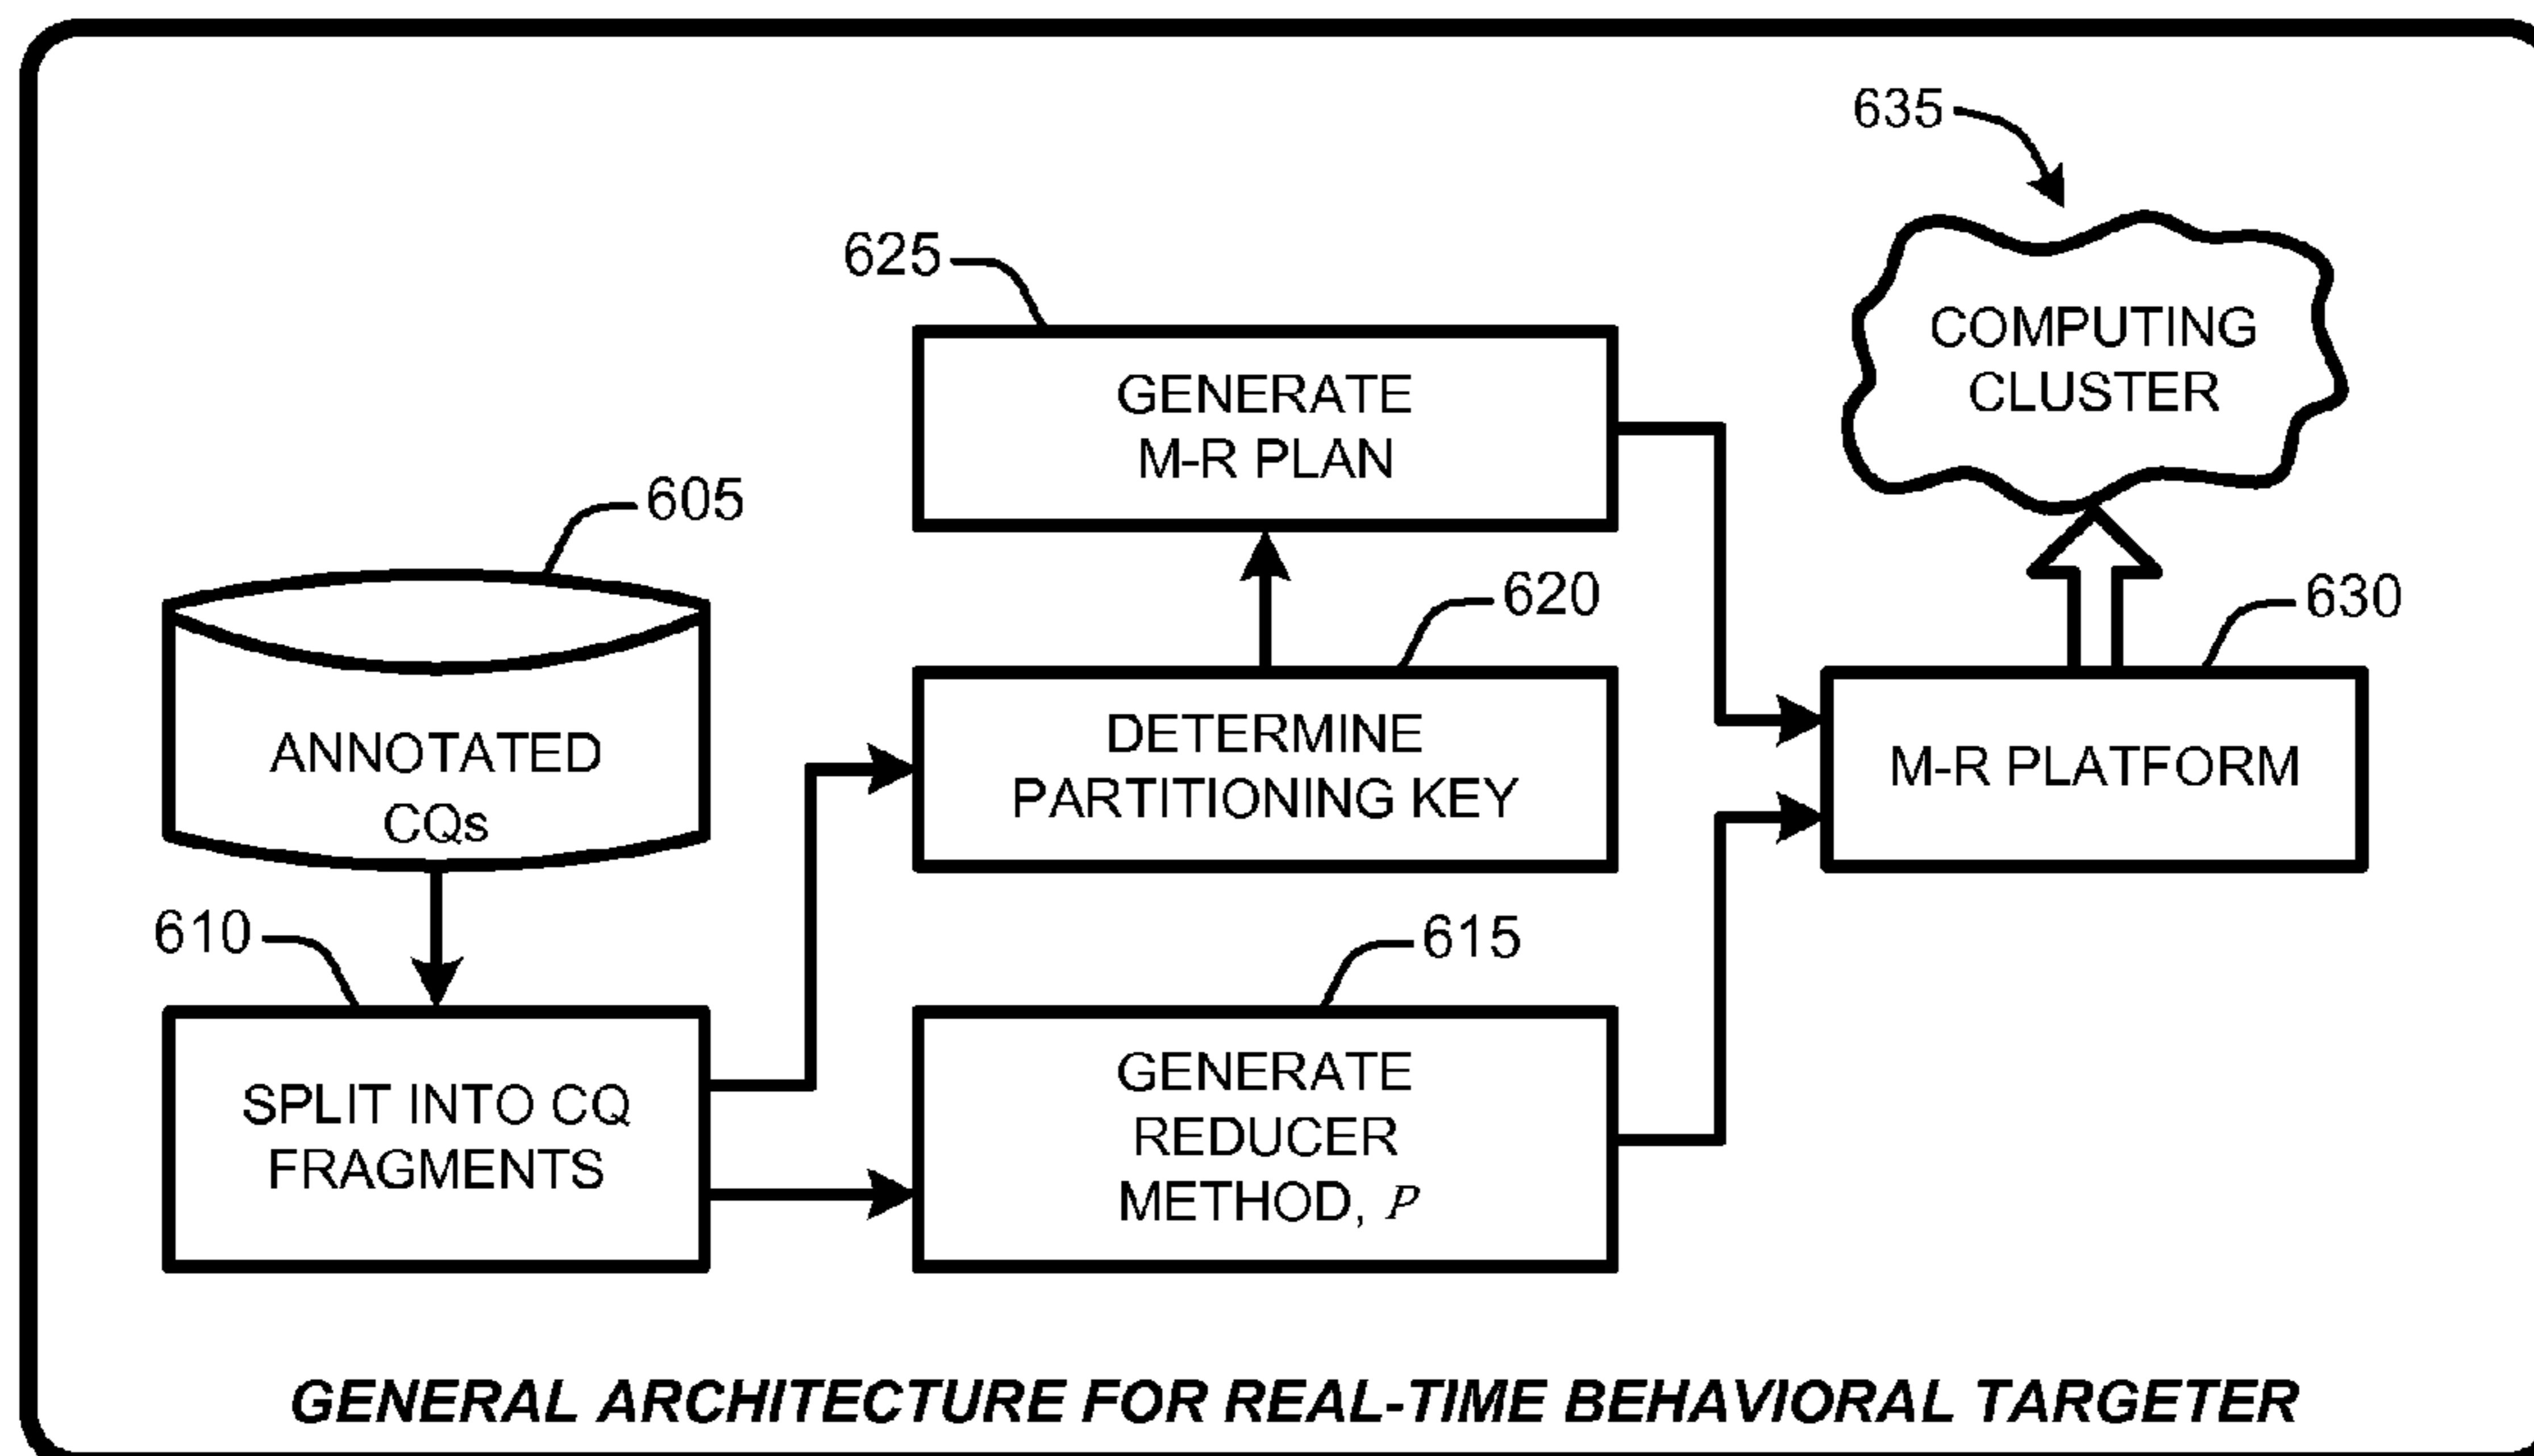 635
COMPUTING
CLUSTER
625
GENERATE
M-R PLAN
605
ANNOTATED
CQs
620
DETERMINE
PARTITIONING KEY
630
M-R PLATFORM
610
SPLIT INTO CQ
FRAGMENTS
615
GENERATE
REDUCER
METHOD, P
GENERAL ARCHITECTURE FOR REAL-TIME BEHAVIORAL TARGETER